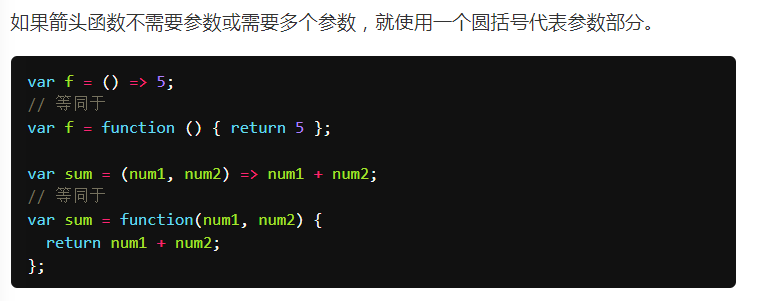 如果箭头函数不需要参数或需要多个参数，就使用一个圆括号代表参数部分。
var f = () => 5;
// 等同于
var f = function () { return 5 };
var sum = (num1, num2) => num1 + num2;
// 等同于
var sum = function(num1, num2) {
  return num1 + num2;
};